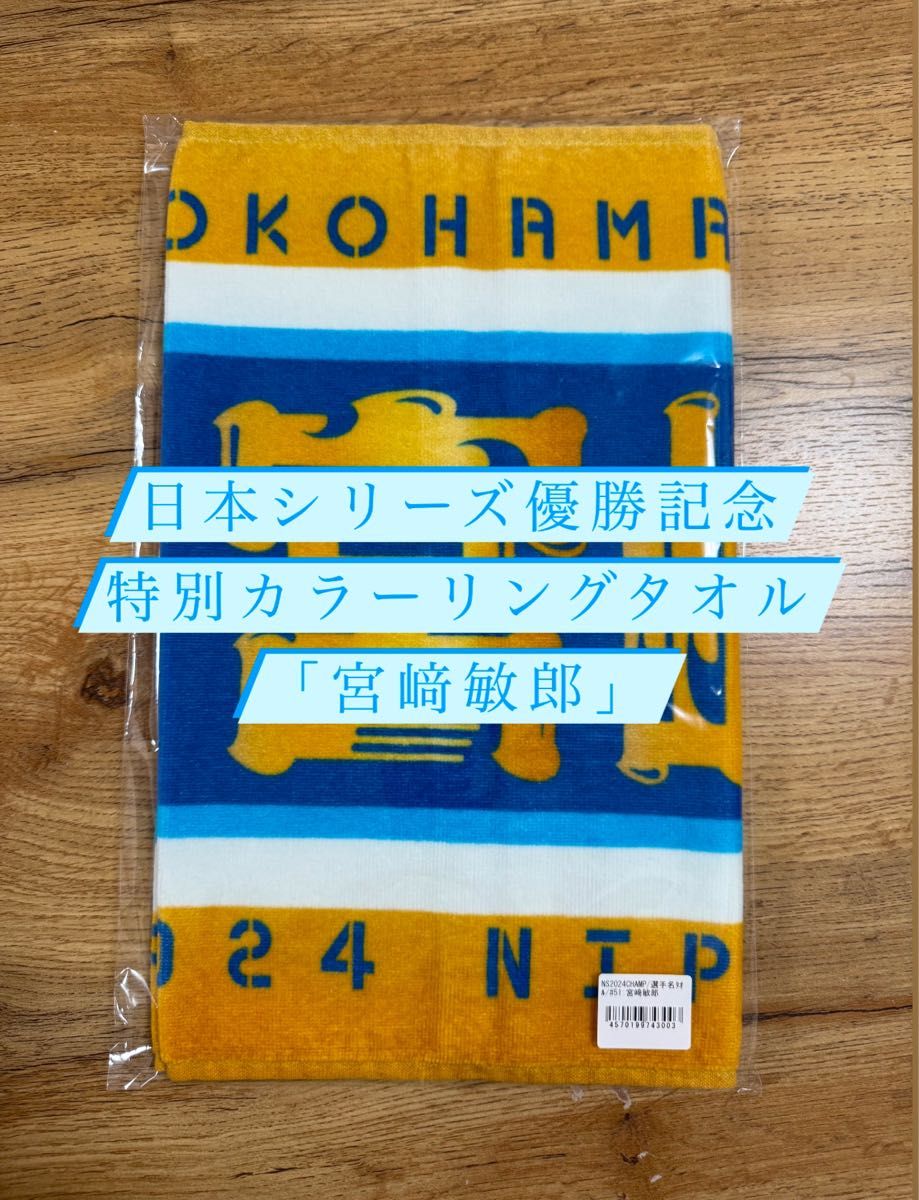 OKOHAMA
日本シリーズ優勝記念
特別カラーリングタオル
「宮﨑敏郎」
024 NIP
NS2024CHAMP/選手名ﾀｵ
ﾙ/#51 宮﨑敏郎
4570199743003